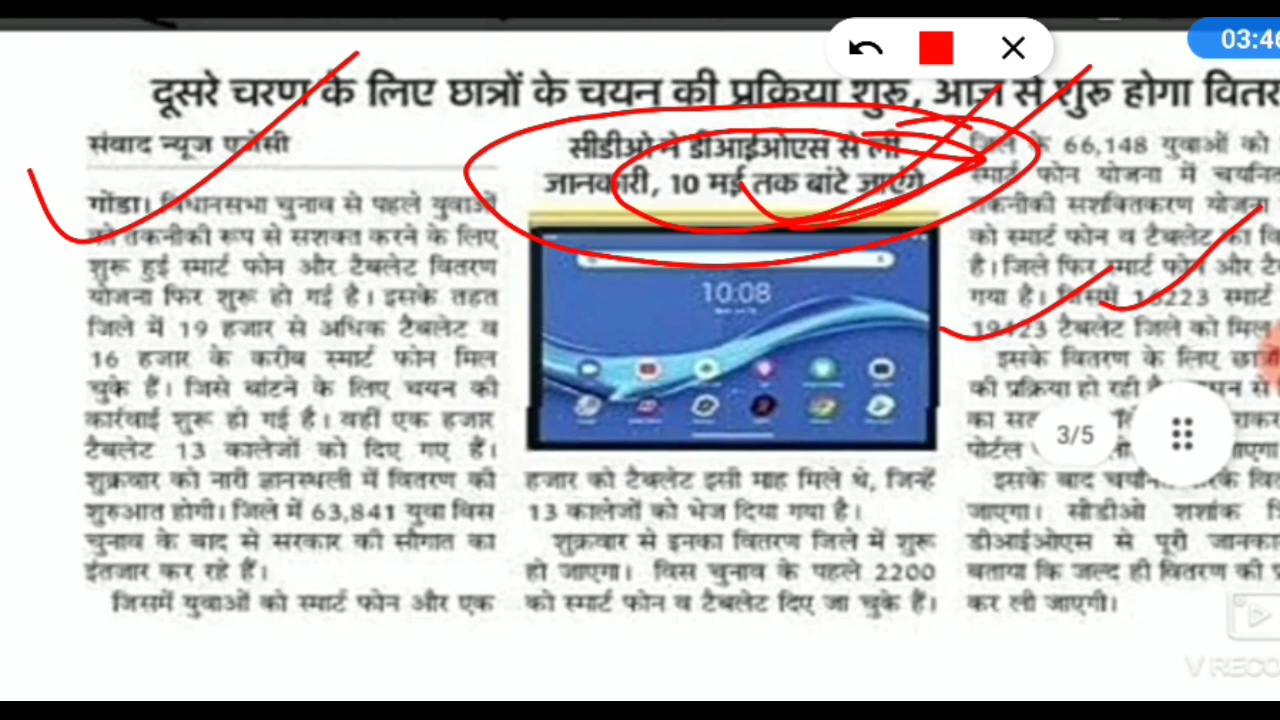 03:46
दूसरे चरण के लिए छात्रों के चयन की प्रक्रिया शुरू, आज से शुरू होगा वितर
संवाद न्यूज एजेंसी
गोंडा। विधानसभा चुनाव से पहले युवाओं
को तकनीकी रूप से सशक्त करने के लिए
शुरू हुई स्मार्ट फोन और टैबलेट वितरण
योजना फिर शुरू हो गई है। इसके तहत
जिले में 19 हजार से अधिक टैबलेट व
16 हजार के करीब स्मार्ट फोन मिल
चुके हैं। जिसे बांटने के लिए चयन की
कार्रवाई शुरू हो गई है। वहीं एक हजार
टैबलेट 13 कालेजों को दिए गए हैं।
शुक्रवार को नारी ज्ञानस्थली में वितरण की
शुरुआत होगी। जिले में 63,841 युवा विस
चुनाव के बाद से सरकार की सौगात का
इंतजार कर रहे हैं।
जिसमें युवाओं को स्मार्ट फोन और एक
सीडीओ ने डीआईओएस से ली
जानकारी, 10 मई तक बांटे जाएंगे
10:08
हजार को टैबलेट इसी माह मिले थे, जिन्हें
13 कालेजों को भेज दिया गया है।
शुक्रवार से इनका वितरण जिले में शुरू
हो जाएगा। विस चुनाव के पहले 2200
को स्मार्ट फोन व टैबलेट दिए जा चुके हैं।
जिले के 66,148 युवाओं को
स्मार्ट फोन योजना में चयनित
तकनीकी सशक्तिकरण योजना
को स्मार्ट फोन व टैबलेट का वि
है। जिले फिर स्मार्ट फोन और टै
गया है। जिसमें 16223 स्मार्ट
19123 टैबलेट जिले को मिल
इसके वितरण के लिए छा
की प्रक्रिया हो रही है। से
का
पोर्टल
3/5
इसके बाद के वि
जाएगा। सीडीओ शशांक
डीआईओएस से पूरी जानका
बताया कि जल्द ही वितरण की
कर ली जाएगी।
V RECO